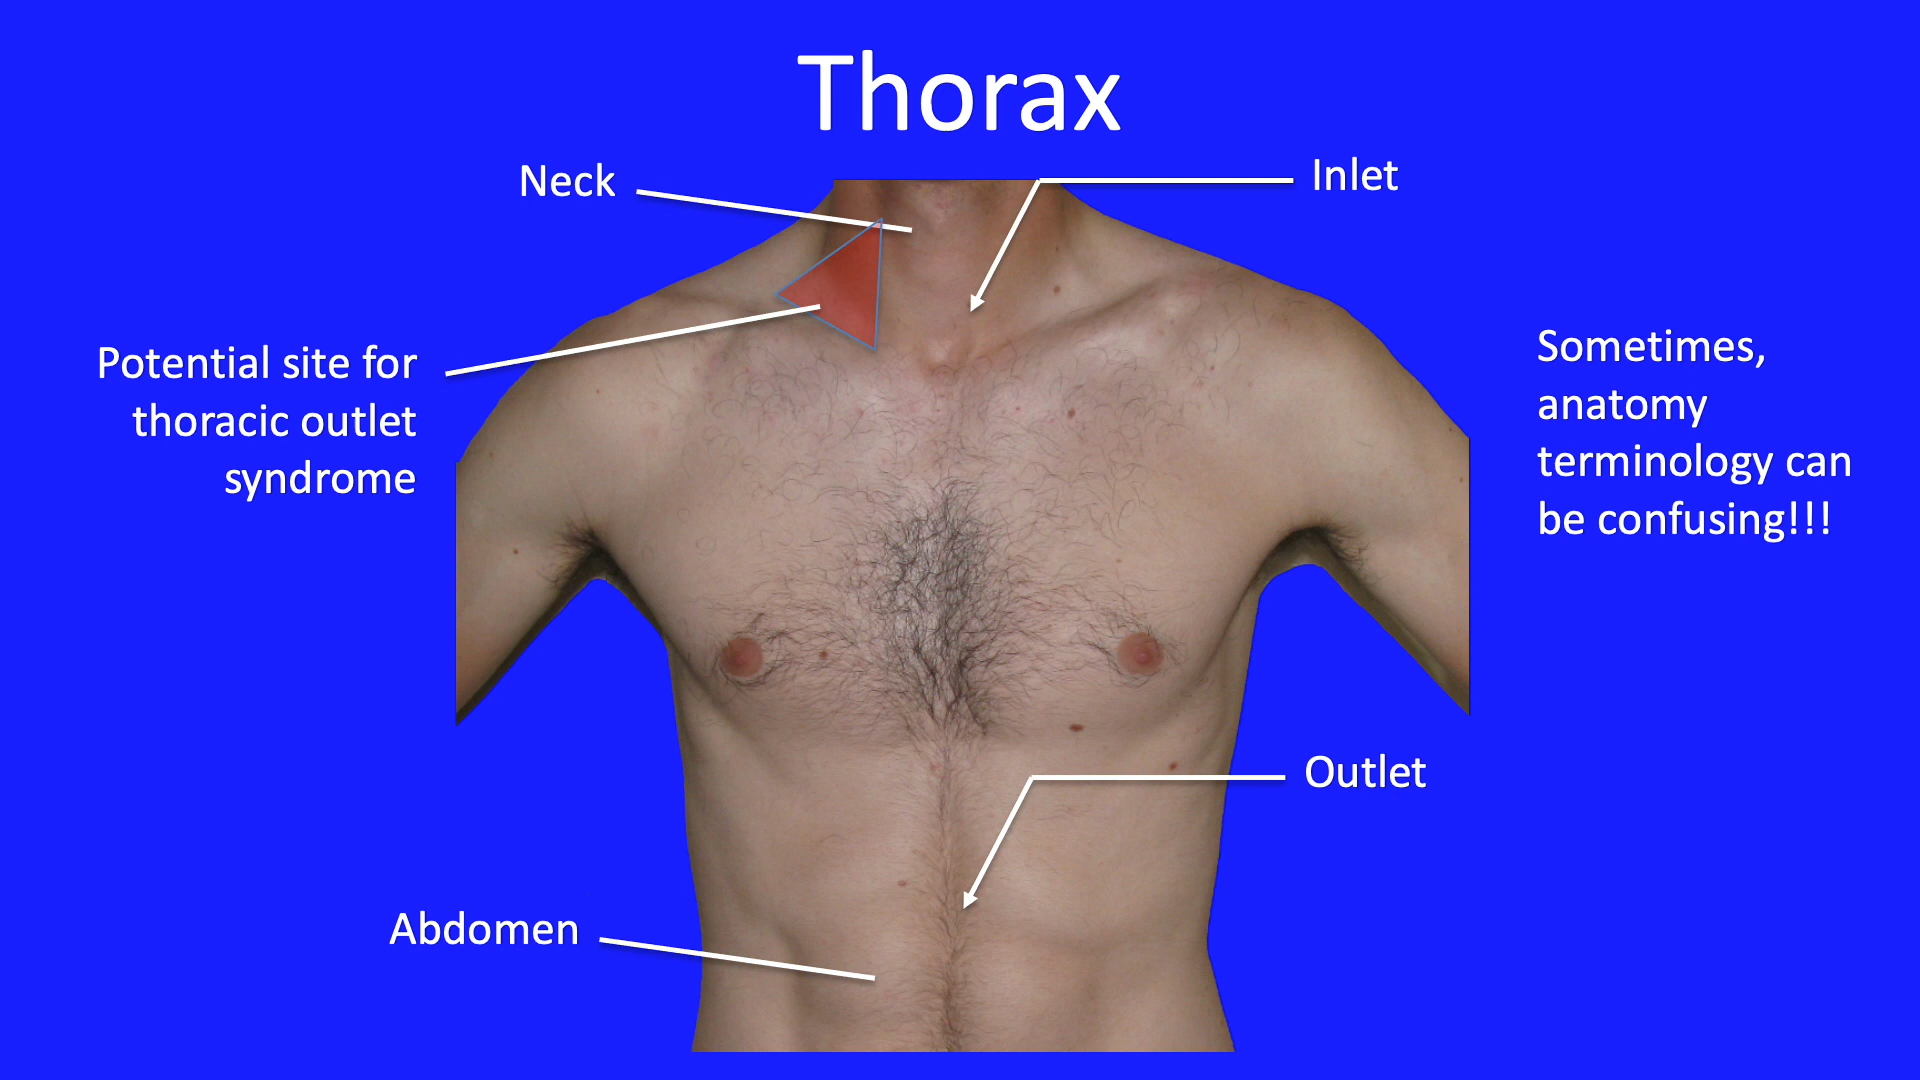 Thorax
Neck
Inlet
Potential site for
thoracic outlet
syndrome
Sometimes,
anatomy
terminology can
be confusing!!!
Outlet
Abdomen